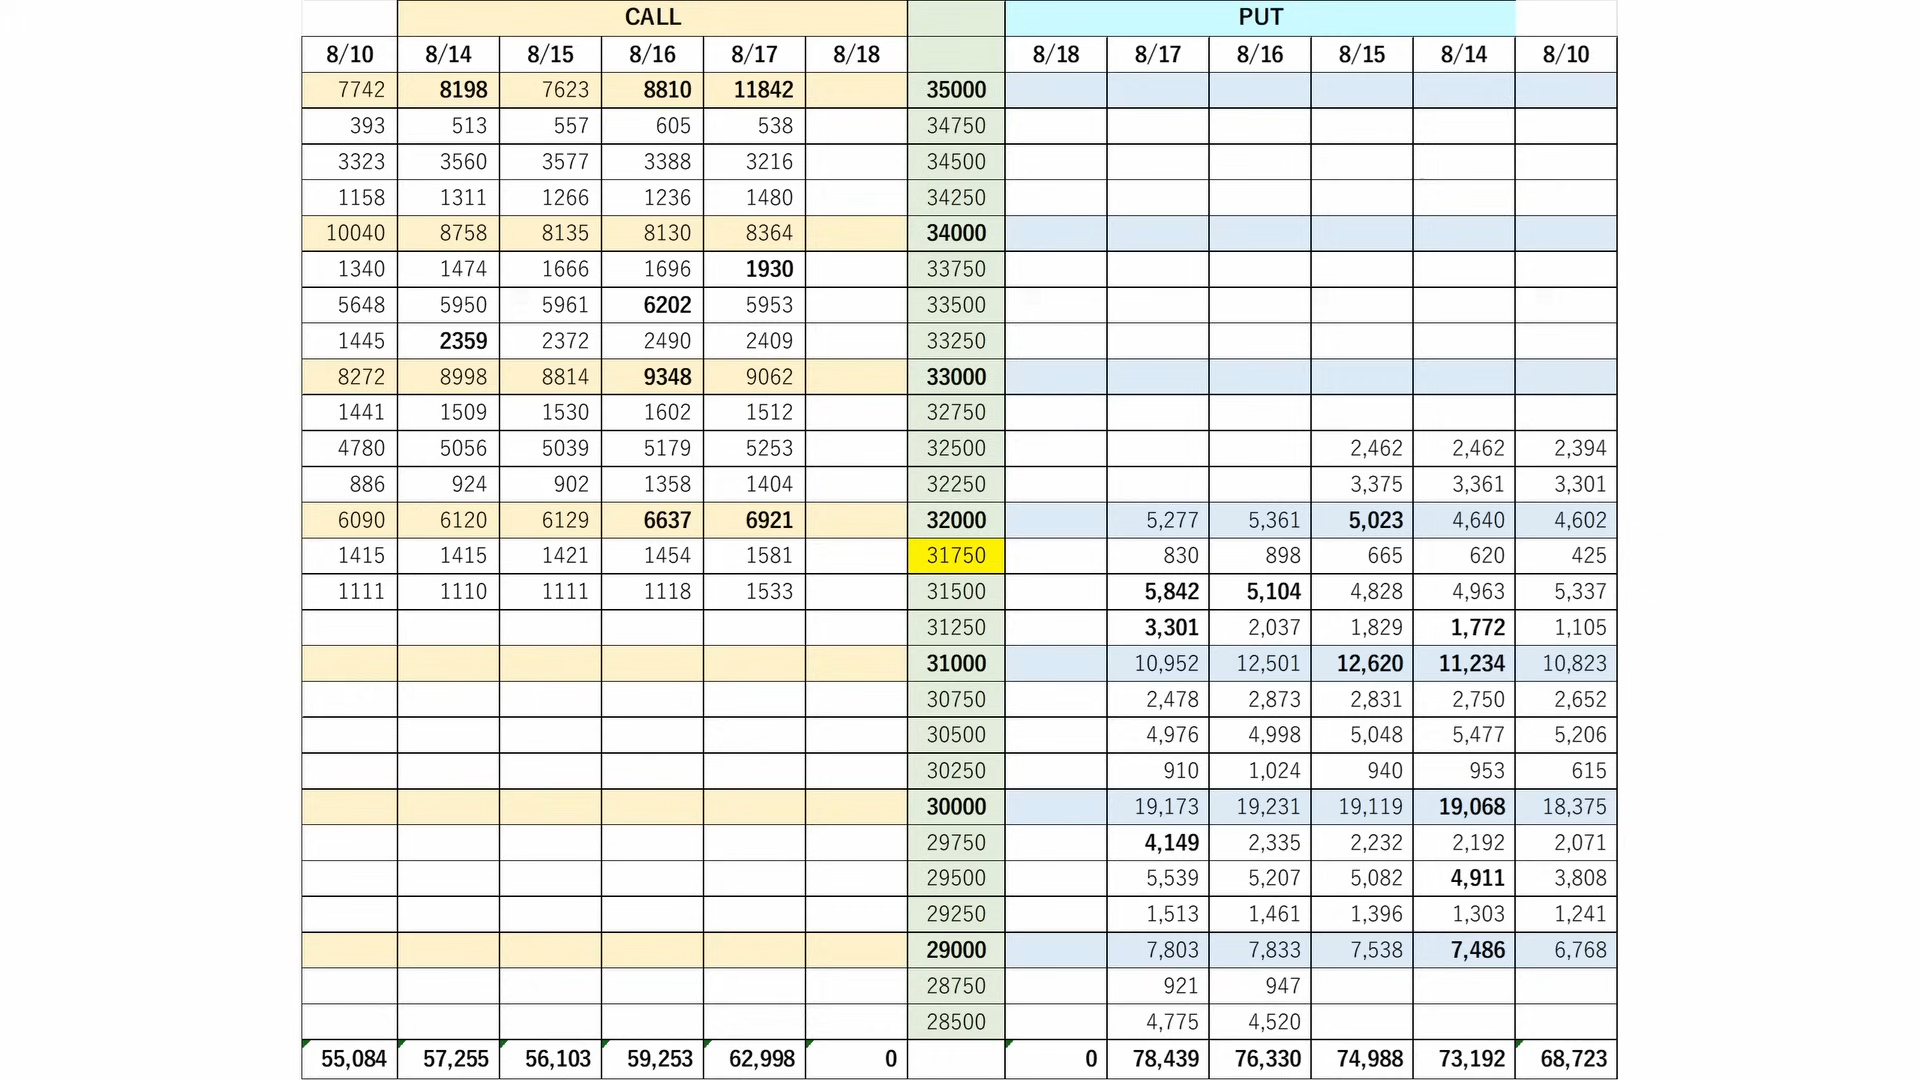 CALL PUT
8/10 8/14 8/15 8/16 8/17 8/18 8/18 8/17 8/16 8/15 8/14 8/10
7742 8198 7623 8810 11842 35000
393 513 557 605 538 34750
3323 3560 3577 3388 3216 34500
1158 1311 1266 1236 1480 34250
10040 8758 8135 8130 8364 34000
1340 1474 1666 1696 1930 33750
5648 5950 5961 6202 5953 33500
1445 2359 2372 2490 2409 33250
8272 8998 8814 9348 9062 33000
1441 1509 1530 1602 1512 32750
4780 5056 5039 5179 5253 32500 2,462 2,462 2,394
886 924 902 1358 1404 32250 3,375 3,361 3,301
6090 6120 6129 6637 6921 32000 5,277 5,361 5,023 4,640 4,602
1415 1415 1421 1454 1581 31750 830 898 665 620 425
1111 1110 1111 1118 1533 31500 5,842 5,104 4,828 4,963 5,337
31250 3,301 2,037 1,829 1,772 1,105
31000 10,952 12,501 12,620 11,234 10,823
30750 2,478 2,873 2,831 2,750 2,652
30500 4,976 4,998 5,048 5,477 5,206
30250 910 1,024 940 953 615
30000 19,173 19,231 19,119 19,068 18,375
29750 4,149 2,335 2,232 2,192 2,071
29500 5,539 5,207 5,082 4,911 3,808
29250 1,513 1,461 1,396 1,303 1,241
29000 7,803 7,833 7,538 7,486 6,768
28750 921 947
28500 4,775 4,520
55,084 57,255 56,103 59,253 62,998 0 0 78,439 76,330 74,988 73,192 68,723